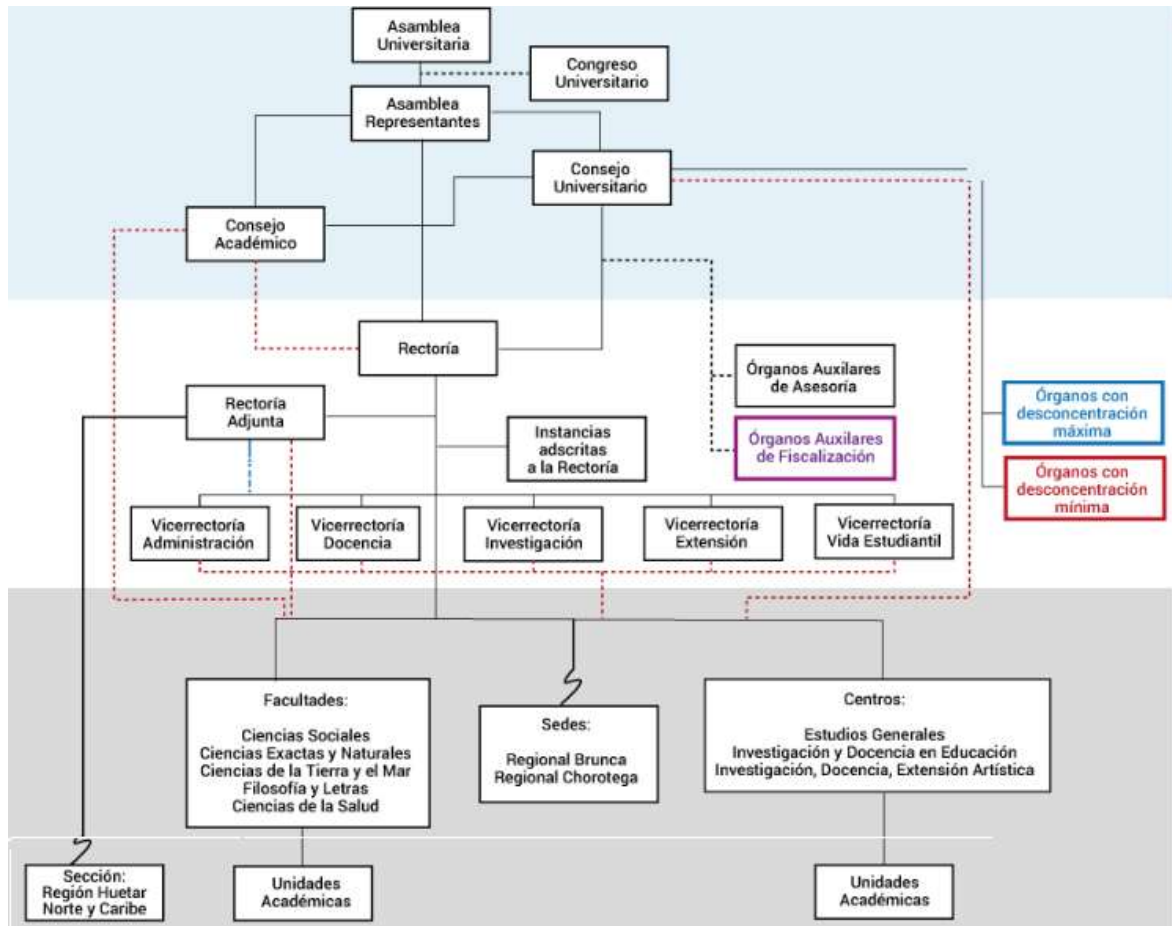 Asamblea
Universitaria
Congreso
Universitario
Asamblea
Representantes
Consejo
Universitario
Consejo
Académico
Rectoría
Órganos Auxilares
de Asesoría
Rectoría
Adjunta
Órganos con
desconcentración
máxima
Instancias
adscritas
a la Rectoría
Órganos Auxilares
de Fiscalización
Órganos con
desconcentración
mínima
Vicerrectoría
Administración
Vicerrectoría
Docencia
Vicerrectoría
Investigación
Vicerrectoría
Extensión
Vicerrectoría
Vida Estudiantil
Facultades:
Ciencias Sociales
Ciencias Exactas y Naturales
Ciencias de la Tierra y el Mar
Filosofía y Letras
Ciencias de la Salud
Sedes:
Regional Brunca
Regional Chorotega
Centros:
Estudios Generales
Investigación y Docencia en Educación
Investigación, Docencia, Extensión Artística
Sección:
Región Huetar
Norte y Caribe
Unidades
Académicas
Unidades
Académicas